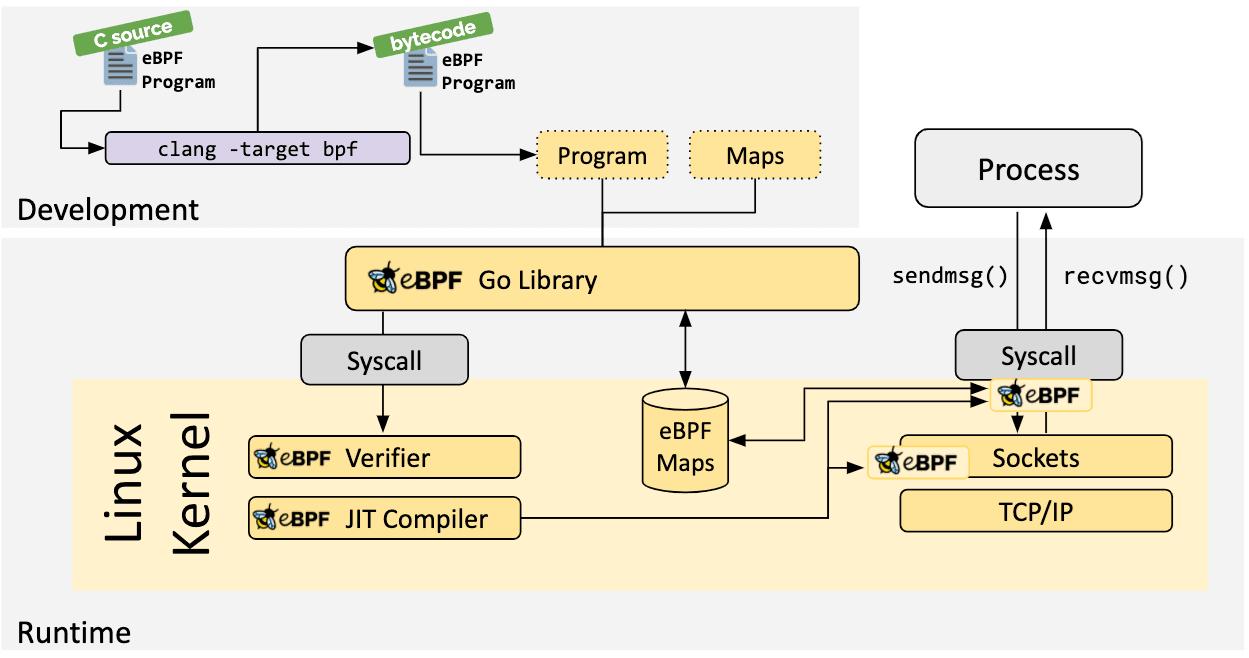 C source
eBPF
Program
bytecode
eBPF
Program
clang -target bpf
Program
Maps
Development
Process
eBPF Go Library
sendmsg()
recvmsg()
Syscall
Syscall
eBPF
Linux
Kernel
eBPF
Maps
eBPF Verifier
eBPF Sockets
eBPF JIT Compiler
TCP/IP
Runtime